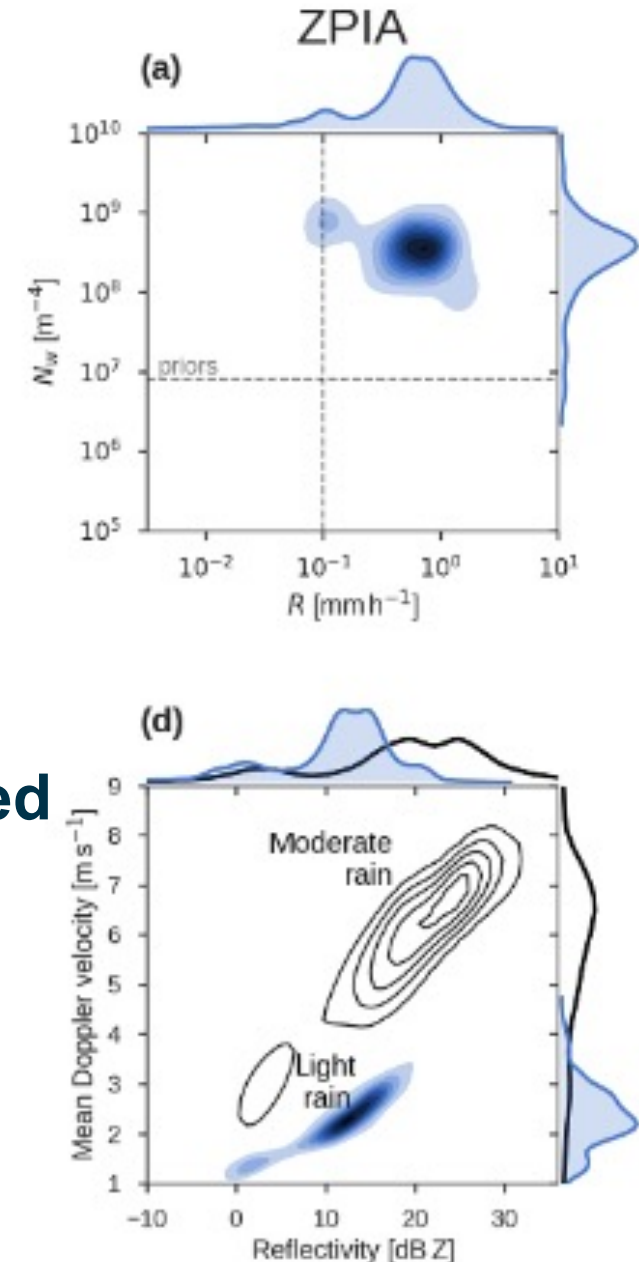 ZPIA
(a)
10¹⁰
10⁹
10⁸
10⁷
10⁶
10⁵
N_w [m⁻⁴]
priors
10⁻²
10⁻¹
10⁰
10¹
R [mm h⁻¹]
(d)
ed
9
8
7
6
5
4
3
2
1
Mean Doppler velocity [m s⁻¹]
Moderate
rain
Light
rain
−10
0
10
20
30
Reflectivity [dB Z]